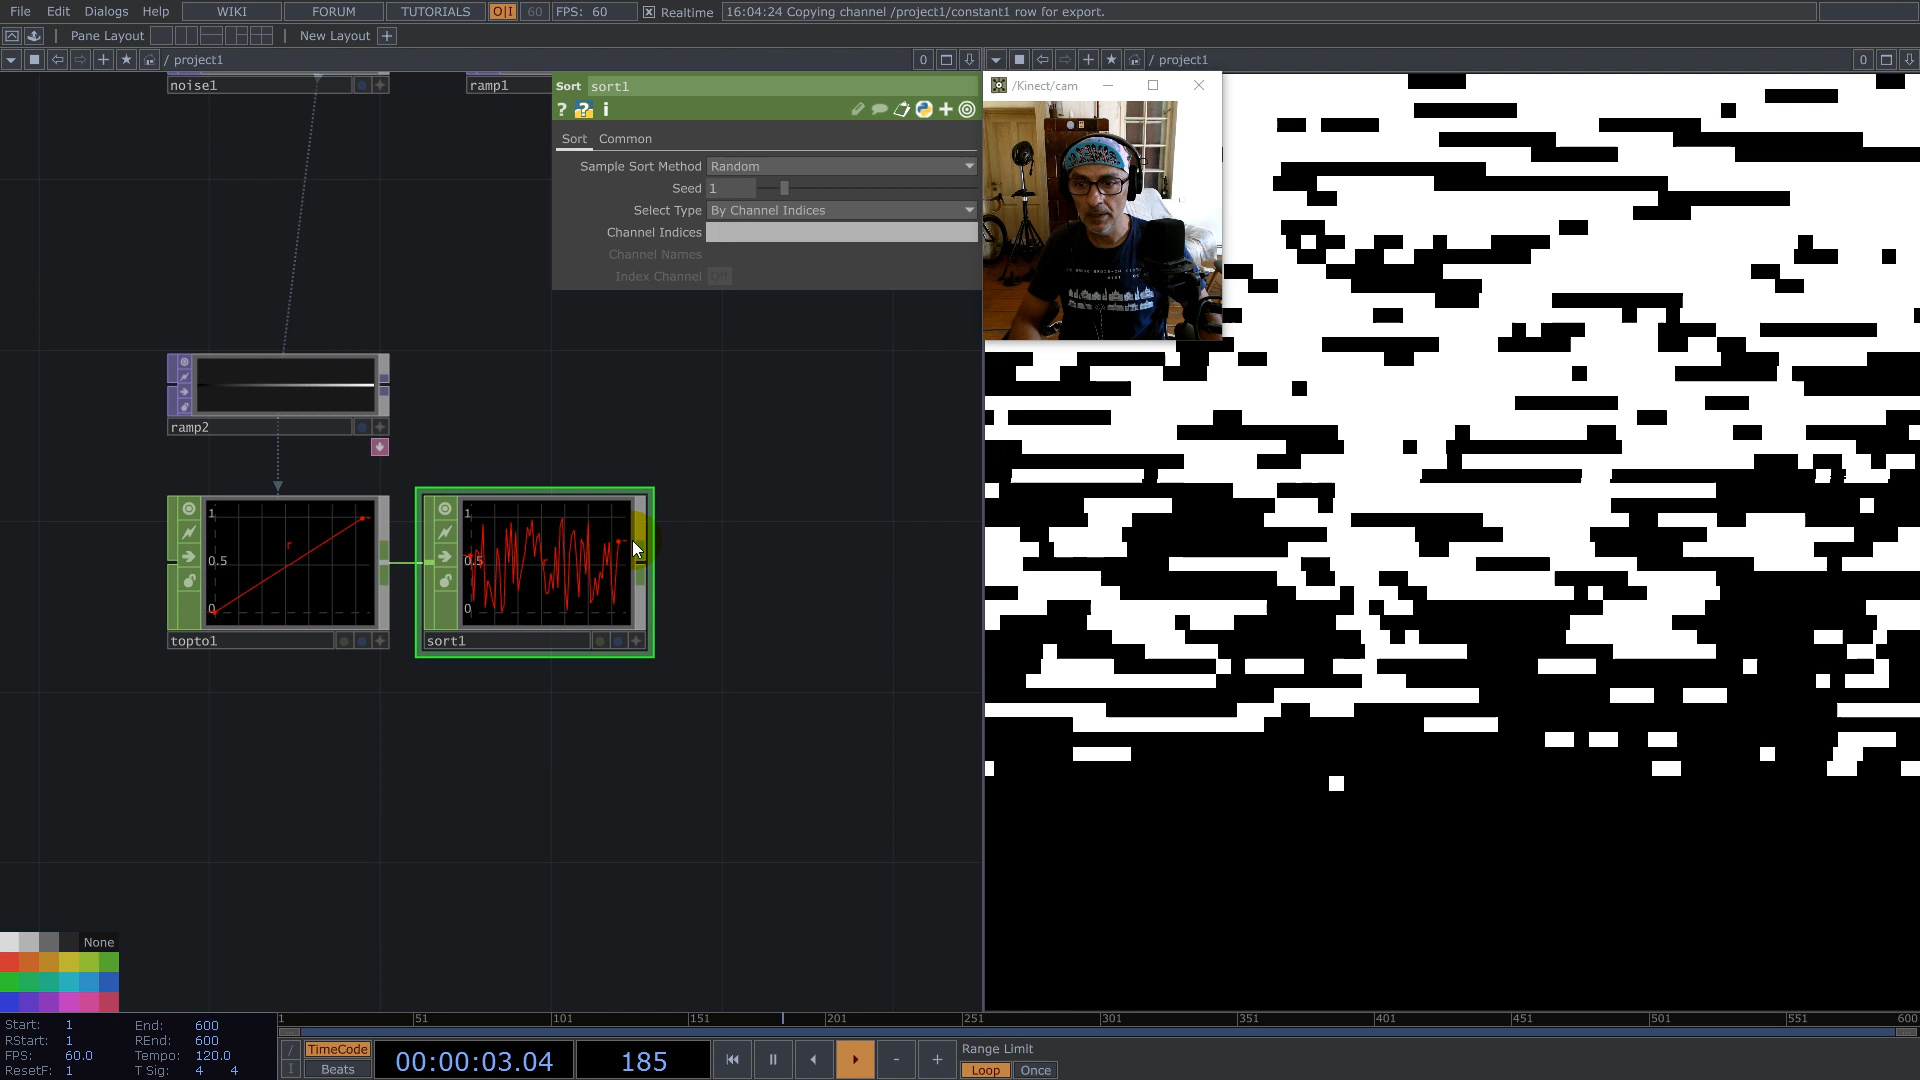 File Edit Dialogs Help WIKI FORUM TUTORIALS O|I 60 FPS: 60 Realtime 16:04:24 Copying channel /project1/constant1 row for export.
Pane Layout New Layout +
/ project1 0
/ project1 0
noise1
ramp1
Sort sort1
? ? i
/Kinect/cam
Sort Common
Sample Sort Method Random
Seed 1
Select Type By Channel Indices
Channel Indices
Channel Names
Index Channel Off
ramp2
1
r
0.5
0
topto1
1
0.5
0
sort1
None
1 51 101 151 201 251 301 351 401 451 501 551 600
Start: 1 End: 600
RStart: 1 REnd: 600
FPS: 60.0 Tempo: 120.0
ResetF: 1 T Sig: 4 4
/
I
TimeCode
Beats
00:00:03.04
185
- +
Range Limit
Loop Once